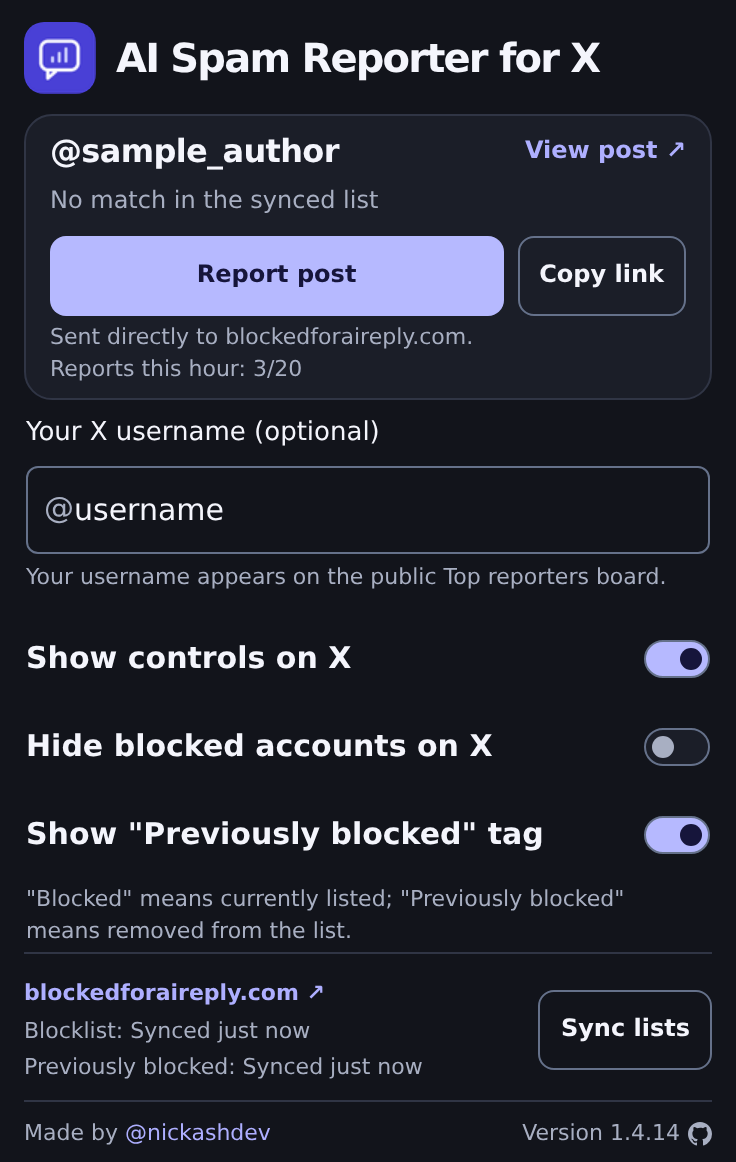 AI Spam Reporter for X
@sample_author
View post ↗
No match in the synced list
Report post
Copy link
Sent directly to blockedforaireply.com.
Reports this hour: 3/20
Your X username (optional)
@username
Your username appears on the public Top reporters board.
Show controls on X
Hide blocked accounts on X
Show "Previously blocked" tag
"Blocked" means currently listed; "Previously blocked"
means removed from the list.
blockedforaireply.com ↗
Blocklist: Synced just now
Previously blocked: Synced just now
Sync lists
Made by @nickashdev
Version 1.4.14